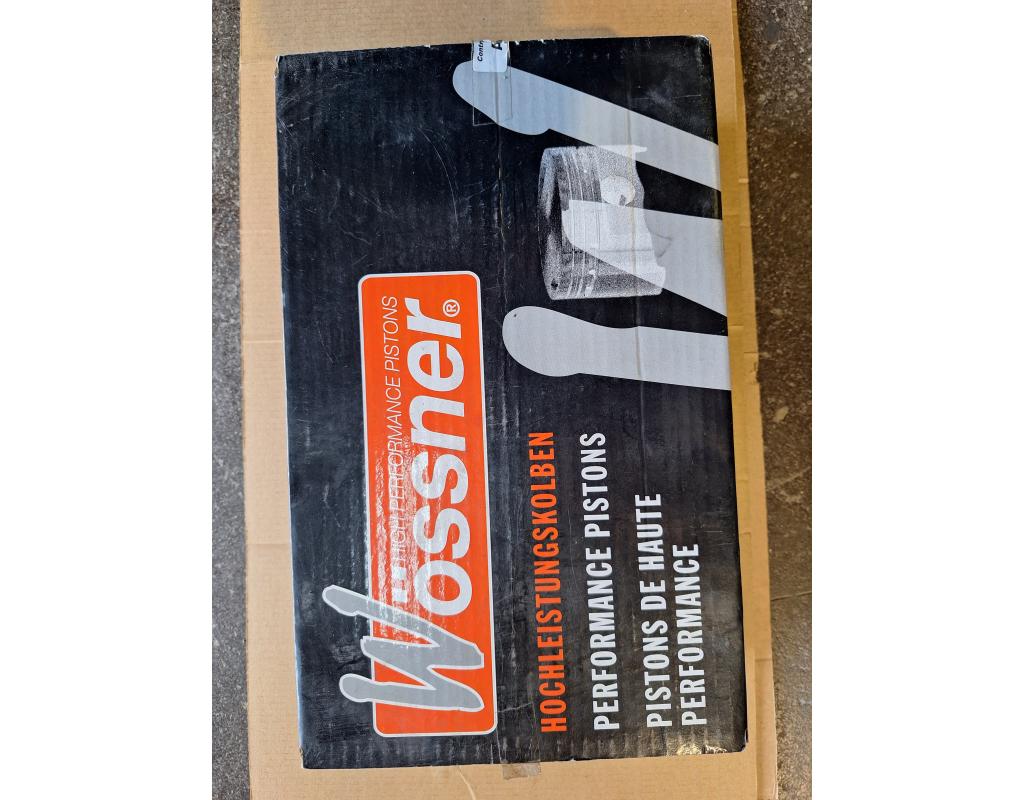 HIGH PERFORMANCE PISTONS
Wössner®
HOCHLEISTUNGSKOLBEN
PERFORMANCE PISTONS
PISTONS DE HAUTE
PERFORMANCE